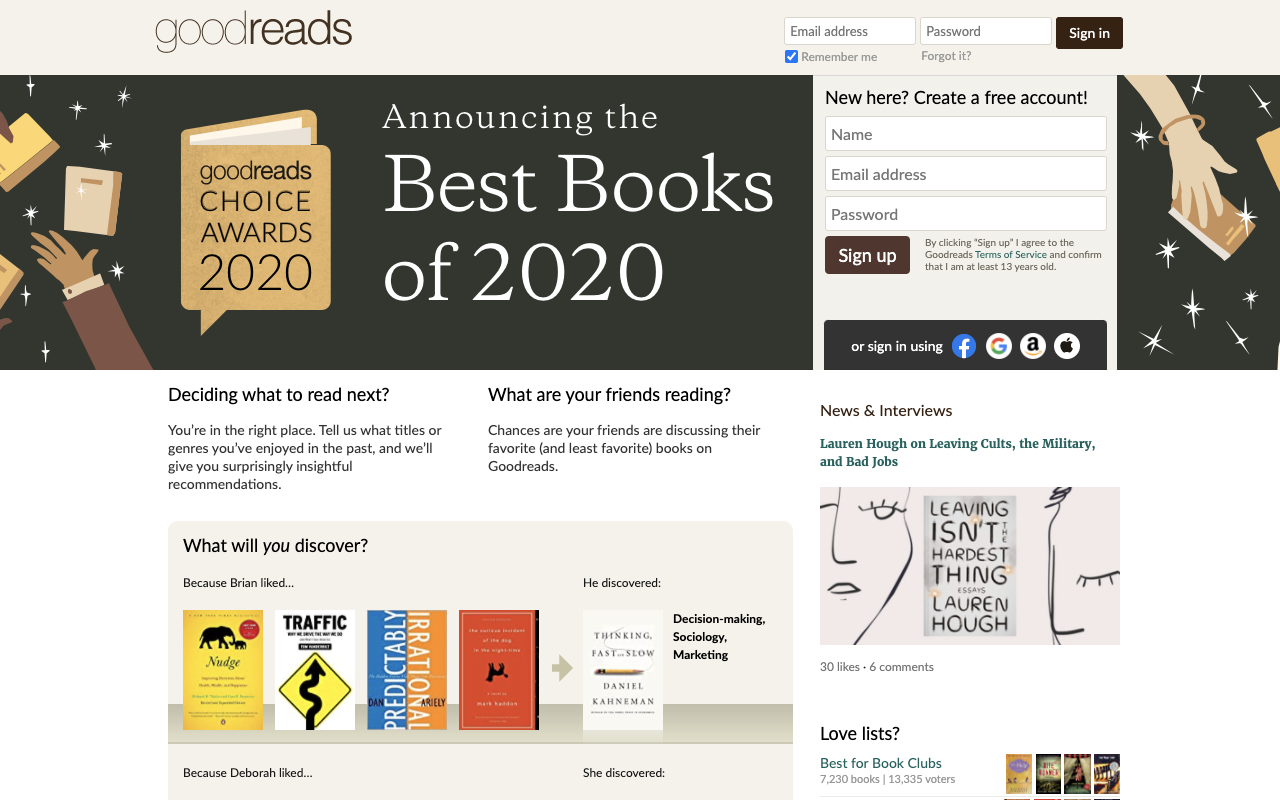 goodreads
Email address
Password
Sign in
Remember me
Forgot it?
goodreads
CHOICE
AWARDS
2020
Announcing the
Best Books
of 2020
New here? Create a free account!
Name
Email address
Password
Sign up
By clicking “Sign up” I agree to the
Goodreads Terms of Service and confirm
that I am at least 13 years old.
or sign in using
Deciding what to read next?
You’re in the right place. Tell us what titles or
genres you’ve enjoyed in the past, and we’ll
give you surprisingly insightful
recommendations.
What are your friends reading?
Chances are your friends are discussing their
favorite (and least favorite) books on
Goodreads.
What will you discover?
Because Brian liked…
He discovered:
Nudge
TRAFFIC
WHY WE DRIVE THE WAY WE DO
TOM VANDERBILT
PREDICTABLY
IRRATIONAL
DAN ARIELY
the curious incident
of the dog
in the night-time
mark haddon
THINKING,
FAST AND SLOW
DANIEL
KAHNEMAN
Decision-making,
Sociology,
Marketing
Because Deborah liked…
She discovered:
News & Interviews
Lauren Hough on Leaving Cults, the Military,
and Bad Jobs
LEAVING
ISN'T THE
HARDEST
THING
ESSAYS
LAUREN
HOUGH
30 likes · 6 comments
Love lists?
Best for Book Clubs
7,230 books | 13,335 voters